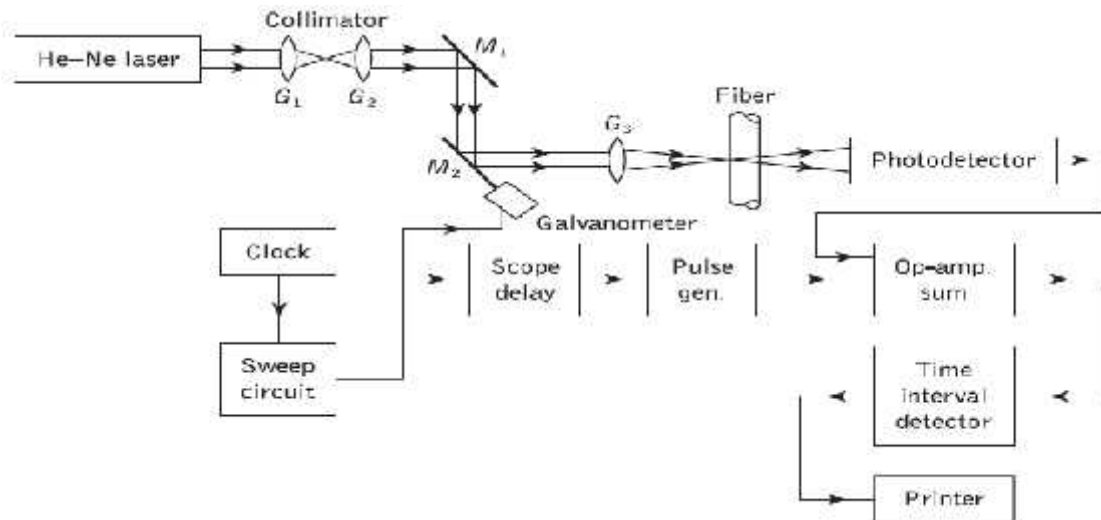 Collimator
He–Ne laser
M₁
G₁
G₂
Fiber
G₃
M₂
Photodetector
Galvanometer
Clock
Scope
delay
Pulse
gen.
Op–amp.
sum
Sweep
circuit
Time
interval
detector
Printer